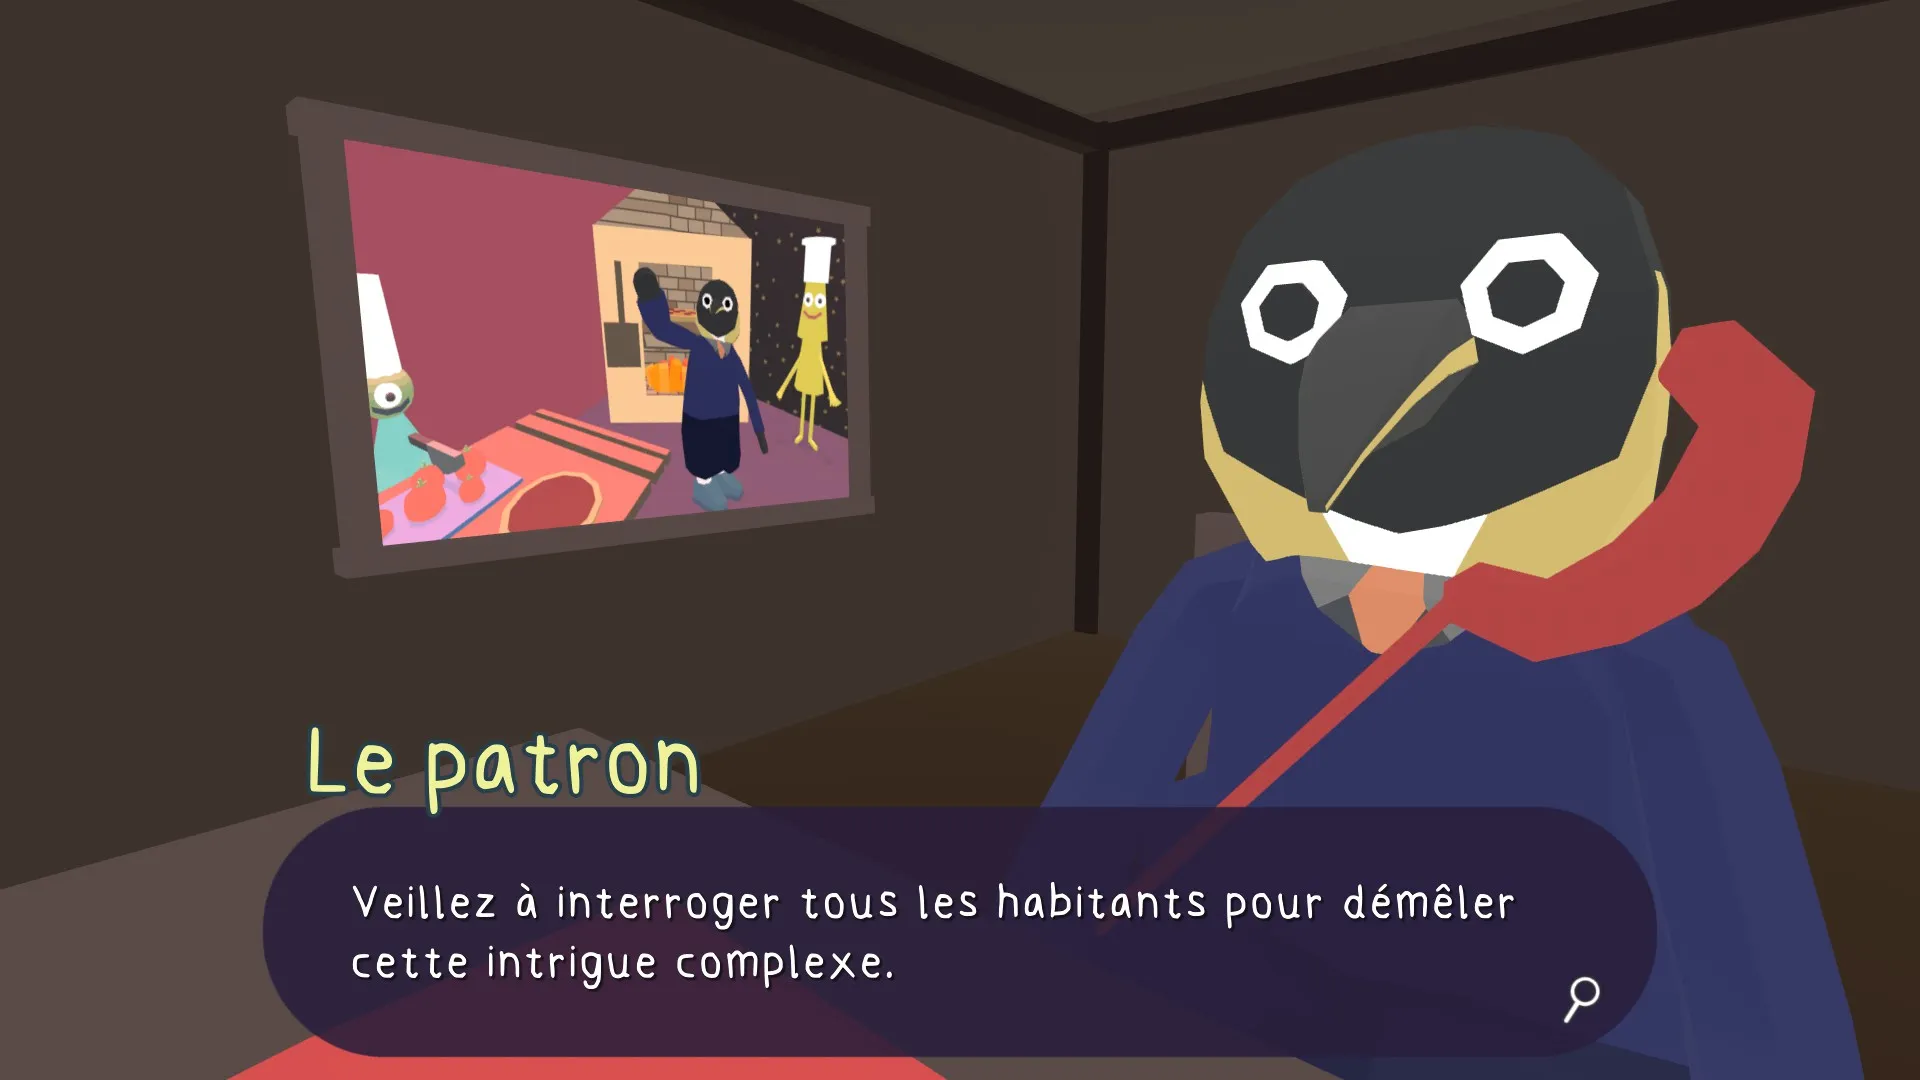 Le patron
Veillez à interroger tous les habitants pour démêler
cette intrigue complexe.